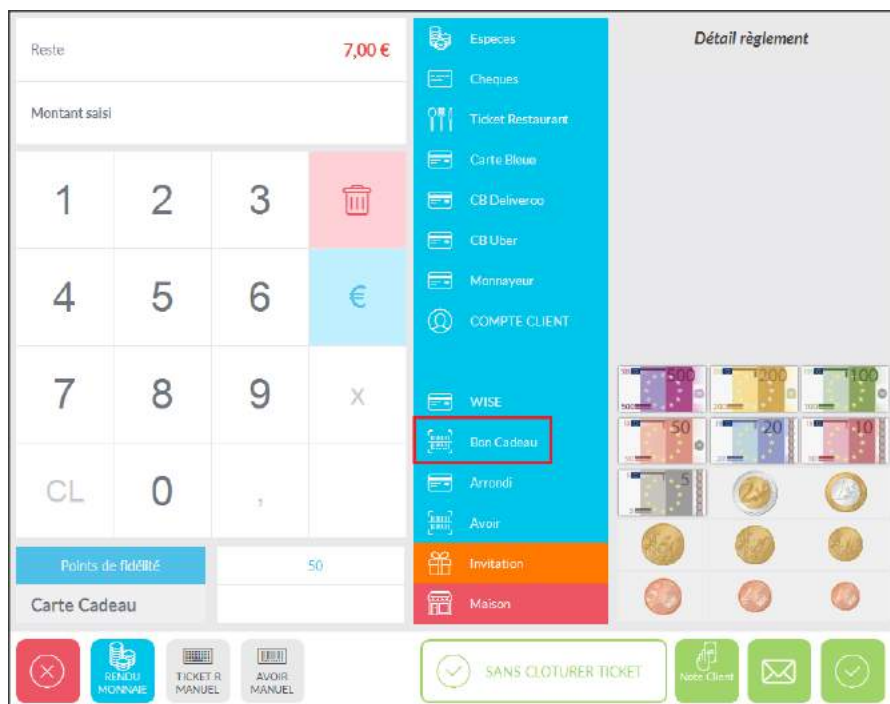 Reste 7,00 €
Montant saisi
1 2 3
4 5 6 €
7 8 9 X
CL 0 ,
Points de fidélité 50
Carte Cadeau
Especes
Cheques
Ticket Restaurant
Carte Bleue
CB Deliveroo
CB Uber
Monnayeur
COMPTE CLIENT
WISE
Bon Cadeau
Arrondi
Avoir
Invitation
Maison
Détail règlement
500 200 100
50 20 10
5
RENDU
MONNAIE
TICKET R
MANUEL
AVOIR
MANUEL
SANS CLOTURER TICKET
Note Client